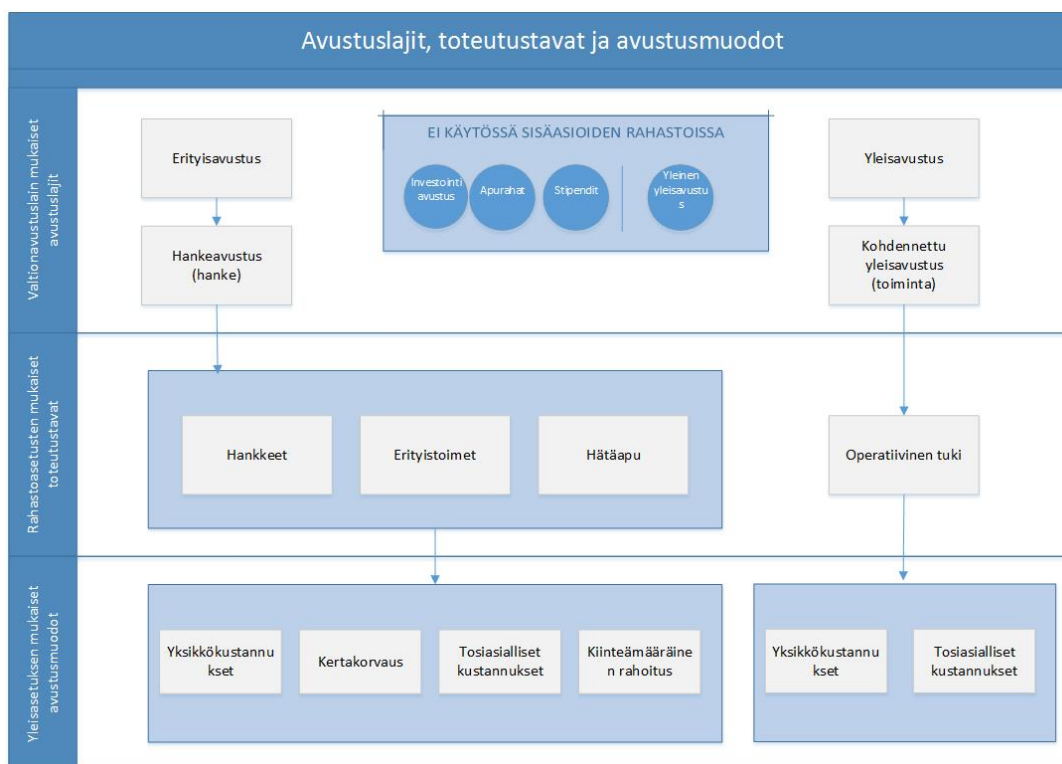 Avustuslajit, toteutustavat ja avustusmuodot
Valtionavustuslain mukaiset
avustuslajit
Erityisavustus
Hankeavustus
(hanke)
EI KÄYTÖSSÄ SISÄASIOIDEN RAHASTOISSA
Investointi
avustus
Apurahat
Stipendit
Yleinen
yleisavustu
s
Yleisavustus
Kohdennettu
yleisavustus
(toiminta)
Rahastoasetusten mukaiset
toteutustavat
Hankkeet
Erityistoimet
Hätäapu
Operatiivinen tuki
Yleisasetuksen mukaiset
avustusmuodot
Yksikkökustannu
kset
Kertakorvaus
Tosiasialliset
kustannukset
Kiinteämääräine
n rahoitus
Yksikkökustannu
kset
Tosiasialliset
kustannukset